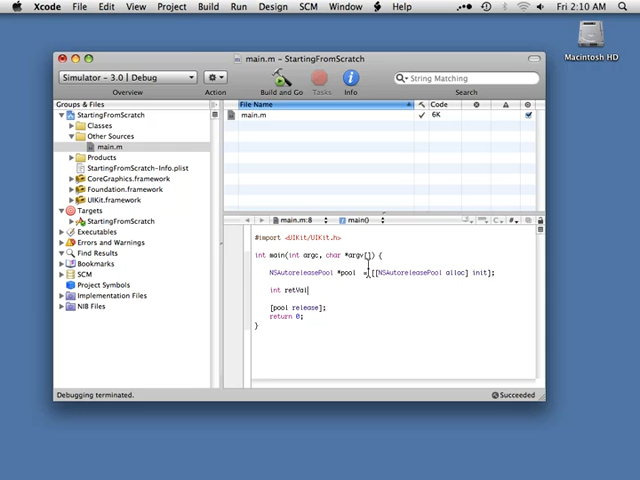 Xcode File Edit View Project Build Run Design SCM Window Help Fri 2:10 AM
Macintosh HD
main.m – StartingFromScratch
Simulator - 3.0 | Debug
String Matching
Overview Action Build and Go Tasks Info Search
Groups & Files
File Name Code
StartingFromScratch
main.m 6K
Classes
Other Sources
main.m
Products
StartingFromScratch-Info.plist
CoreGraphics.framework
Foundation.framework
UIKit.framework
Targets
StartingFromScratch
Executables
Errors and Warnings
Find Results
Bookmarks
SCM
Project Symbols
Implementation Files
NIB Files
main.m:8 main()
#import <UIKit/UIKit.h>
int main(int argc, char *argv[]) {
NSAutoreleasePool *pool = [[NSAutoreleasePool alloc] init];
int retVal
[pool release];
return 0;
}
Debugging terminated.
Succeeded